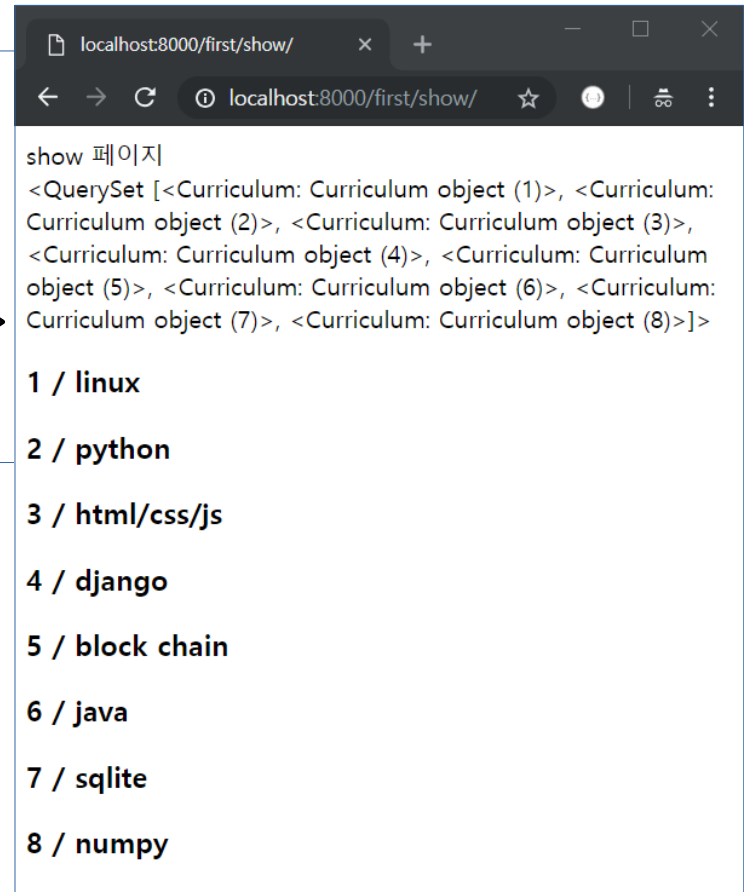 localhost:8000/first/show/
localhost:8000/first/show/
show 페이지
<QuerySet [<Curriculum: Curriculum object (1)>, <Curriculum:
Curriculum object (2)>, <Curriculum: Curriculum object (3)>,
<Curriculum: Curriculum object (4)>, <Curriculum: Curriculum
object (5)>, <Curriculum: Curriculum object (6)>, <Curriculum:
Curriculum object (7)>, <Curriculum: Curriculum object (8)>]>
1 / linux
2 / python
3 / html/css/js
4 / django
5 / block chain
6 / java
7 / sqlite
8 / numpy